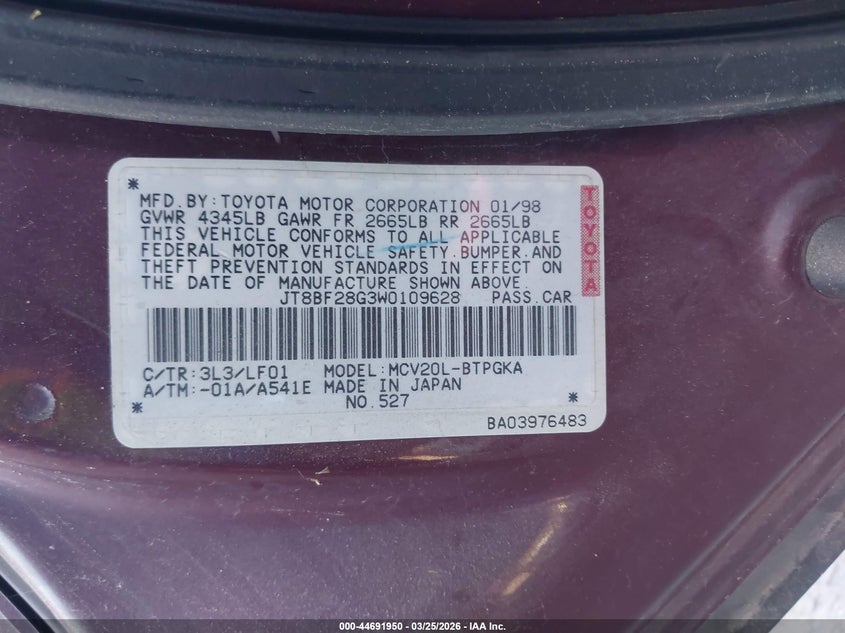 MFD.BY:TOYOTA MOTOR CORPORATION 01/98
GVWR 4345LB GAWR FR 2665LB RR 2665LB
THIS VEHICLE CONFORMS TO ALL APPLICABLE
FEDERAL MOTOR VEHICLE SAFETY.BUMPER.AND
THEFT PREVENTION STANDARDS IN EFFECT ON
THE DATE OF MANUFACTURE SHOWN ABOVE.
JT8BF28G3W0109628 PASS.CAR
TOYOTA
C/TR:3L3/LF01 MODEL:MCV20L-BTPGKA
A/TM:-01A/A541E MADE IN JAPAN
NO.527
BA03976483
000-44691950 | 03/25/2026 | IAA Inc.